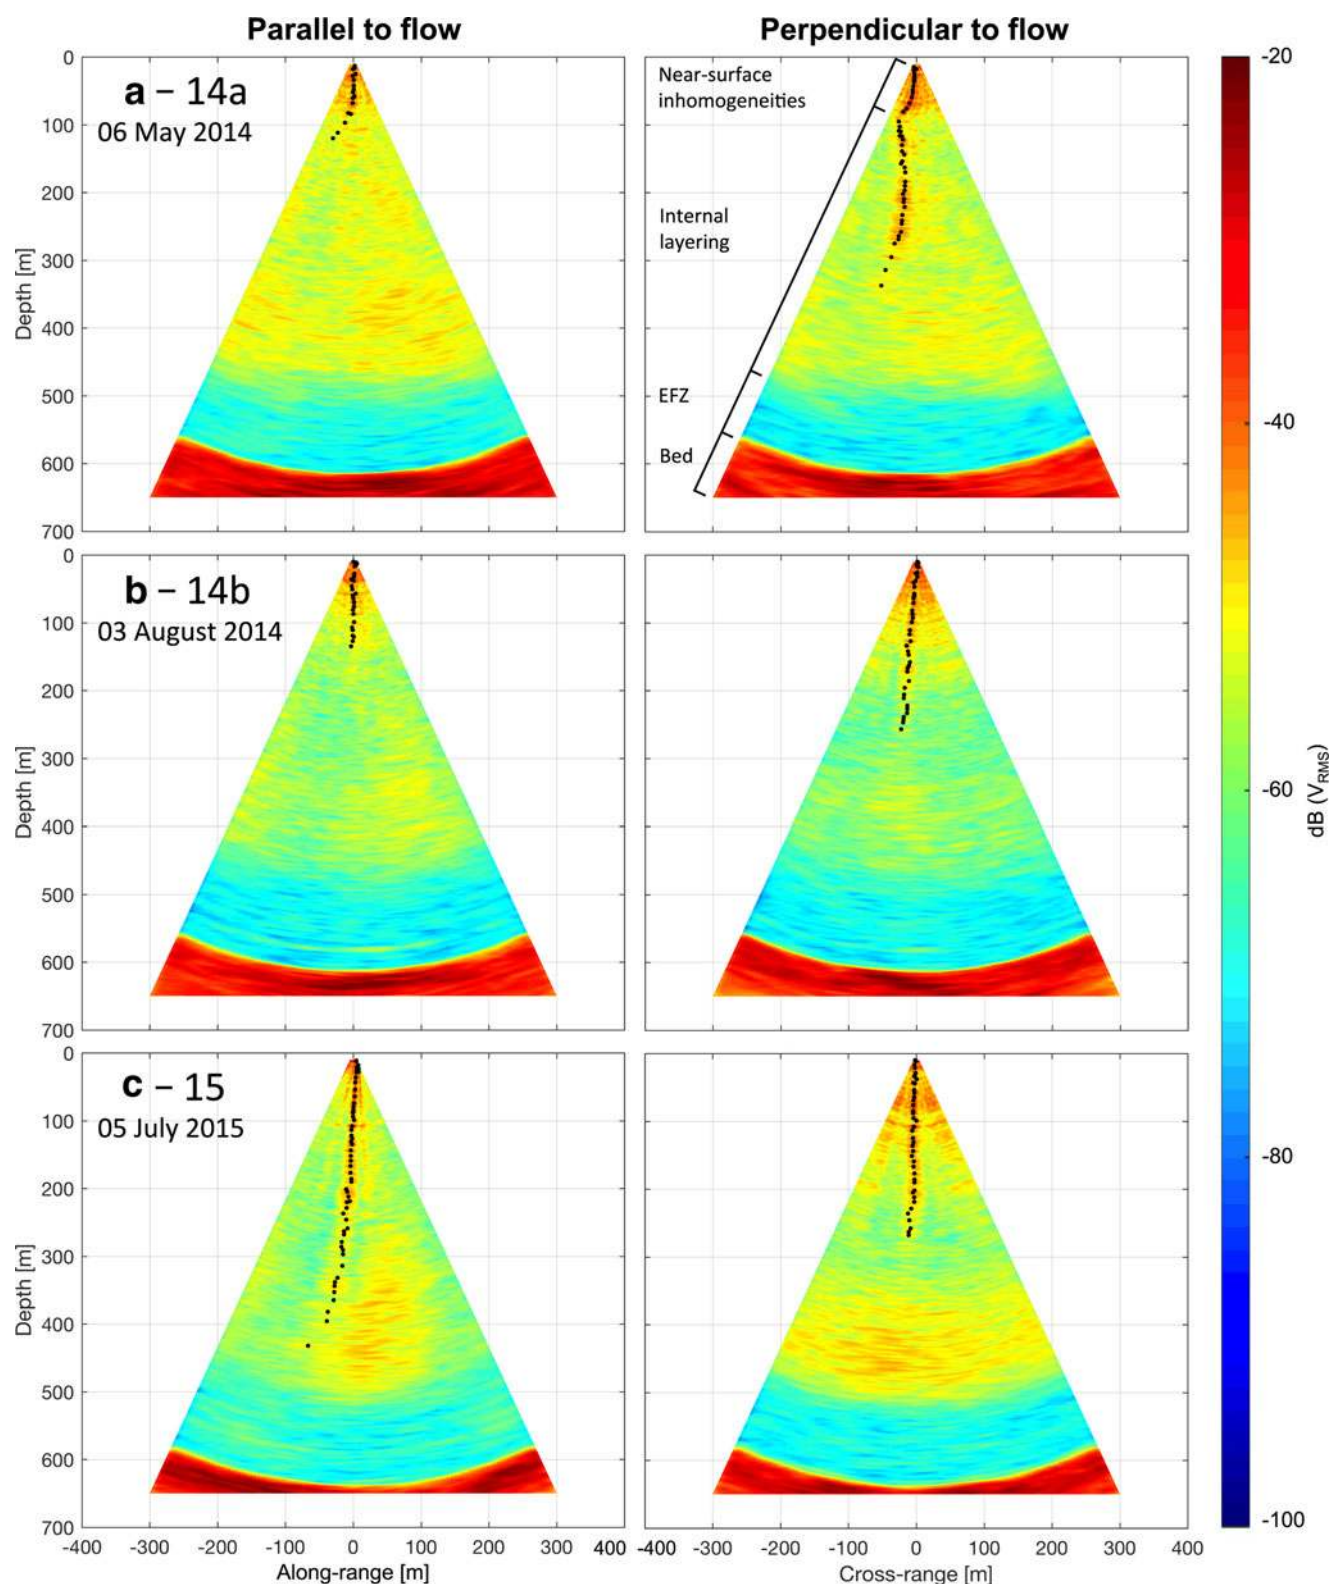 Parallel to flow
Perpendicular to flow
a – 14a
06 May 2014
Near-surface
inhomogeneities
Internal
layering
EFZ
Bed
0
100
200
300
400
500
600
700
Depth [m]
b – 14b
03 August 2014
0
100
200
300
400
500
600
700
Depth [m]
c – 15
05 July 2015
0
100
200
300
400
500
600
700
Depth [m]
-400 -300 -200 -100 0 100 200 300 400
Along-range [m]
-400 -300 -200 -100 0 100 200 300 400
Cross-range [m]
-20
-40
-60
-80
-100
dB (VRMS)